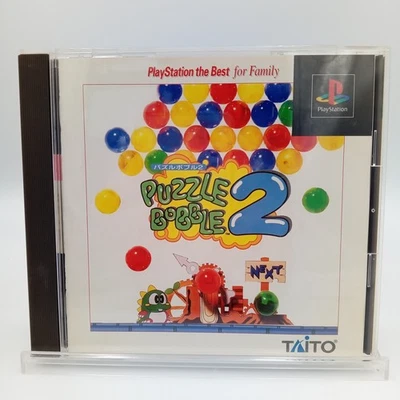 PlayStation the Best for Family
PlayStation
パズルボブル2
PUZZLE
BOBBLE 2
NEXT
TAITO